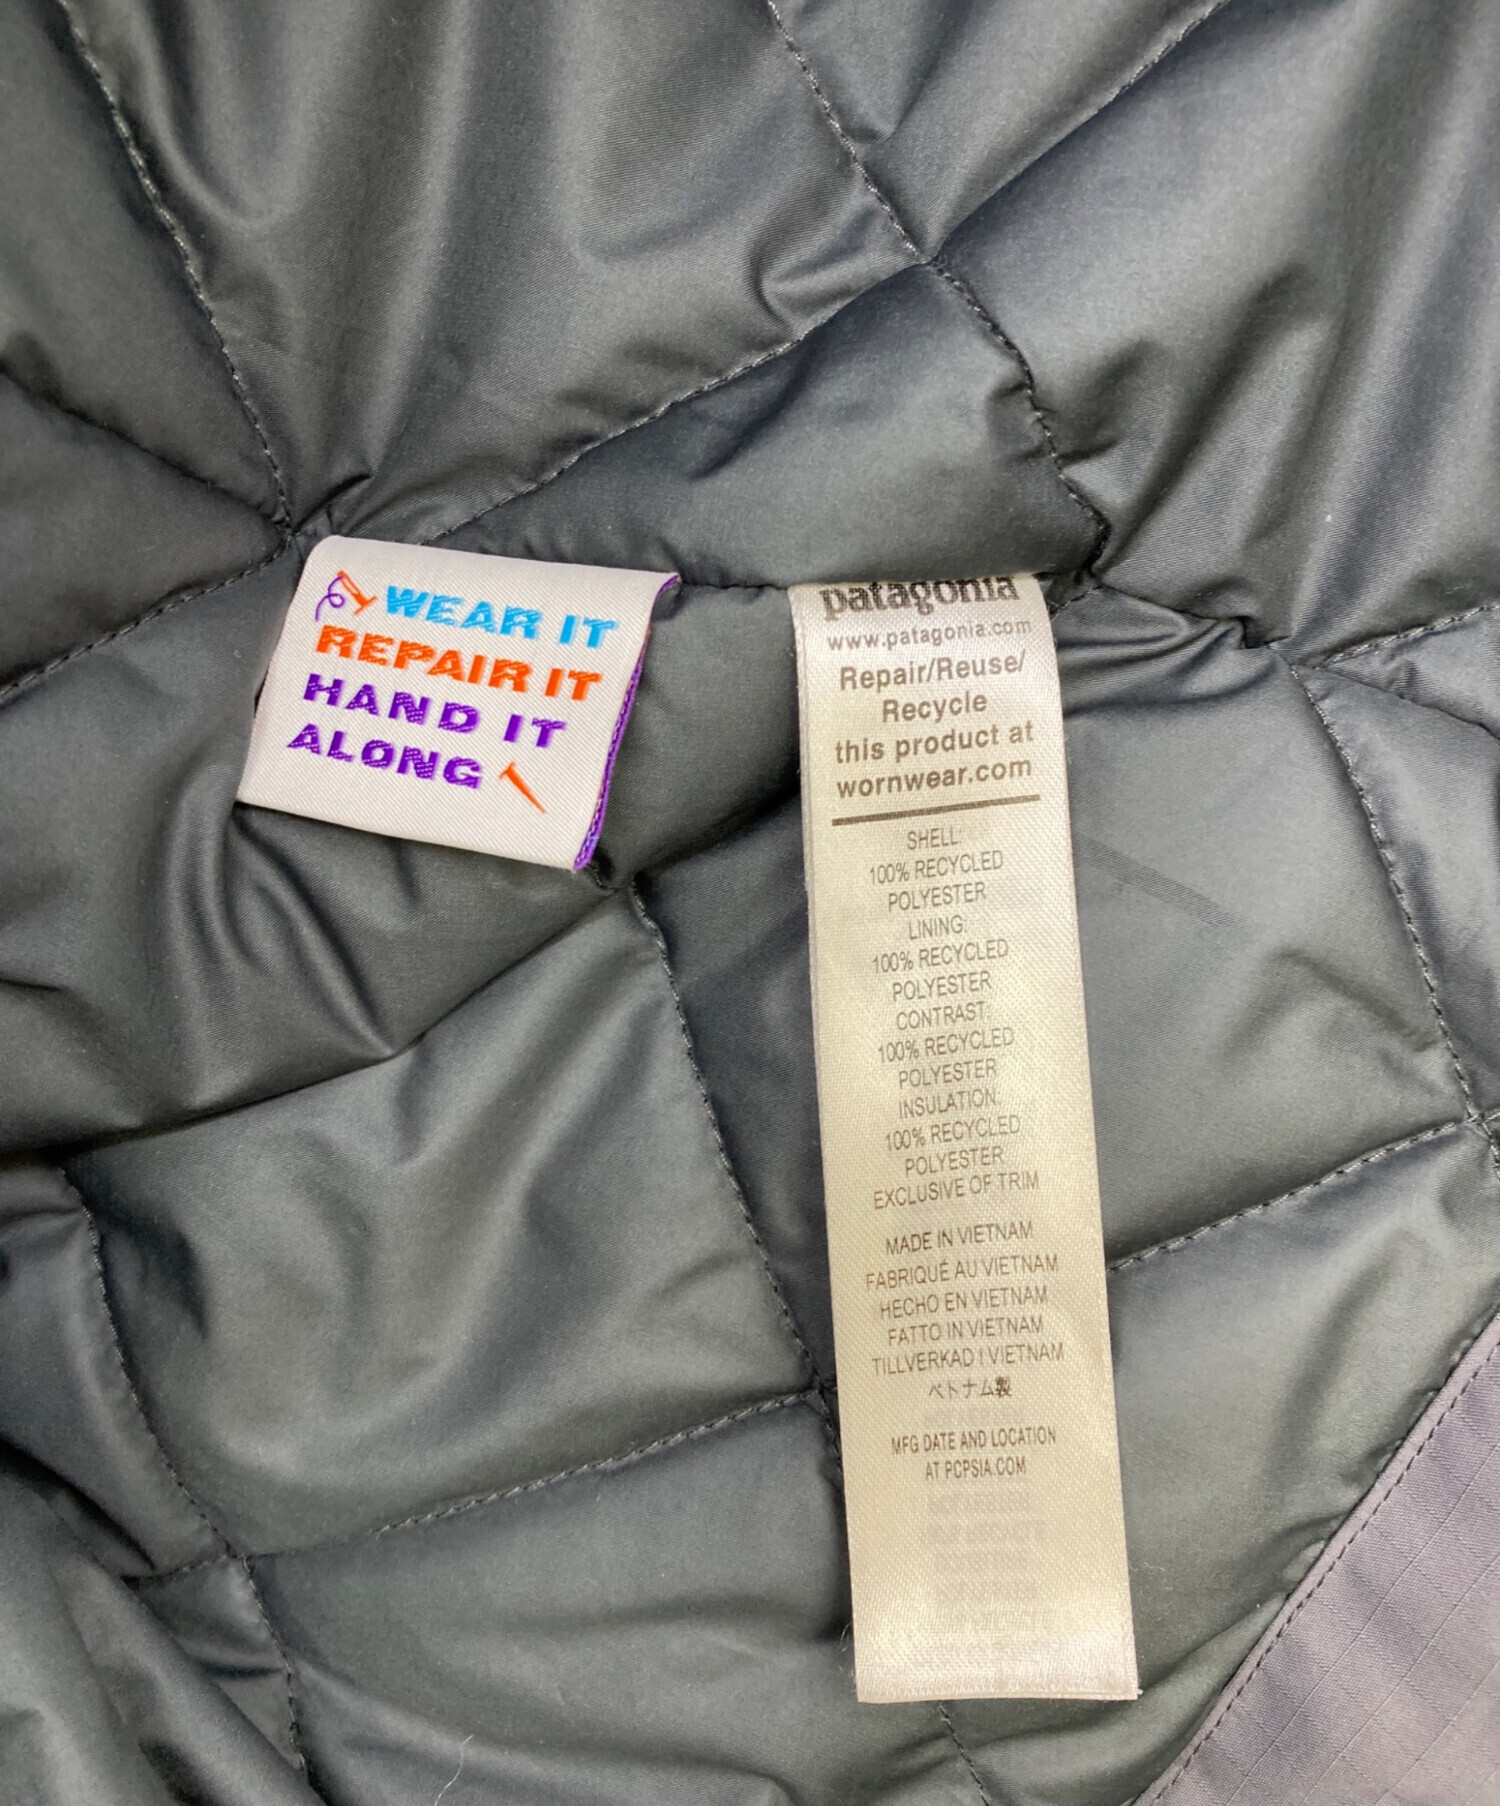 WEAR IT
REPAIR IT
HAND IT
ALONG
patagonia
www.patagonia.com
Repair/Reuse/
Recycle
this product at
wornwear.com
SHELL:
100% RECYCLED
POLYESTER
LINING:
100% RECYCLED
POLYESTER
CONTRAST:
100% RECYCLED
POLYESTER
INSULATION:
100% RECYCLED
POLYESTER
EXCLUSIVE OF TRIM
MADE IN VIETNAM
FABRIQUÉ AU VIETNAM
HECHO EN VIETNAM
FATTO IN VIETNAM
TILLVERKAD I VIETNAM
ベトナム製
MFG DATE AND LOCATION
AT PCPSIA.COM